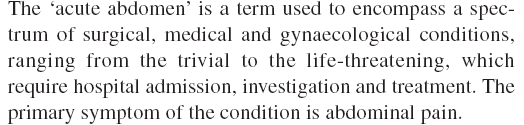 The ‘acute abdomen’ is a term used to encompass a spec-
trum of surgical, medical and gynaecological conditions,
ranging from the trivial to the life-threatening, which
require hospital admission, investigation and treatment. The
primary symptom of the condition is abdominal pain.